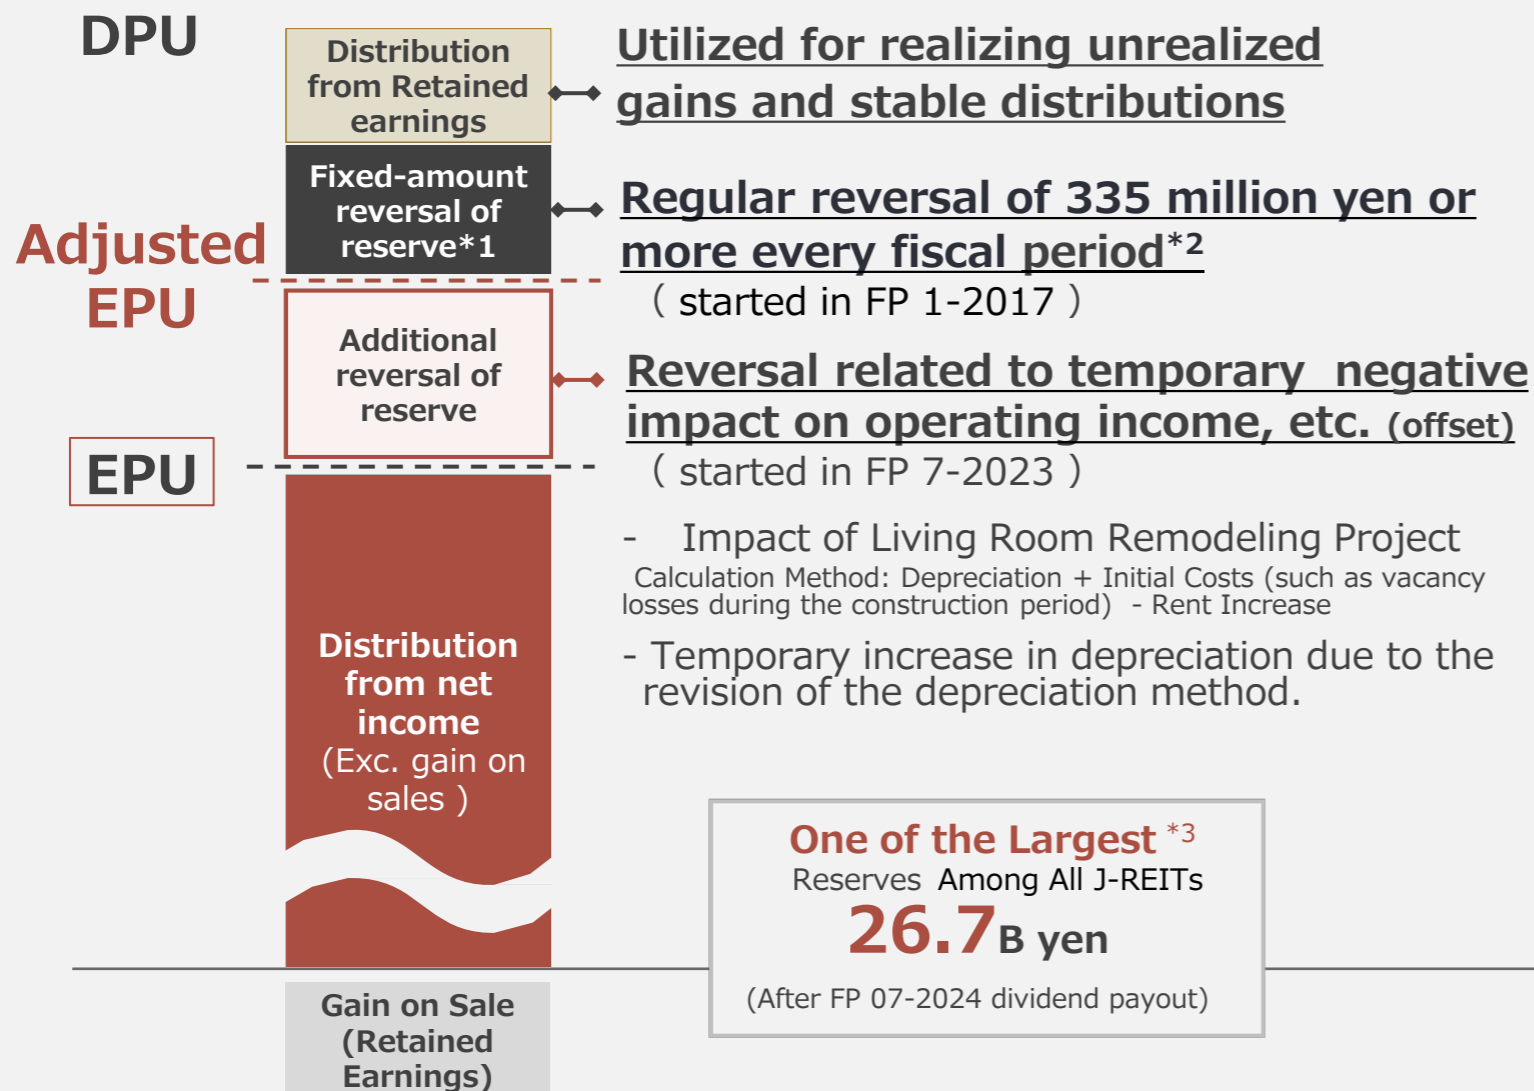 DPU
Distribution
from Retained
earnings
Utilized for realizing unrealized
gains and stable distributions
Fixed-amount
reversal of
reserve*1
Regular reversal of 335 million yen or
more every fiscal period*2
( started in FP 1-2017 )
Adjusted
EPU
Additional
reversal of
reserve
Reversal related to temporary negative
impact on operating income, etc. (offset)
( started in FP 7-2023 )
EPU
- Impact of Living Room Remodeling Project
Calculation Method: Depreciation + Initial Costs (such as vacancy
losses during the construction period) - Rent Increase
- Temporary increase in depreciation due to the
revision of the depreciation method.
Distribution
from net
income
(Exc. gain on
sales )
One of the Largest *3
Reserves Among All J-REITs
26.7B yen
(After FP 07-2024 dividend payout)
Gain on Sale
(Retained
Earnings)